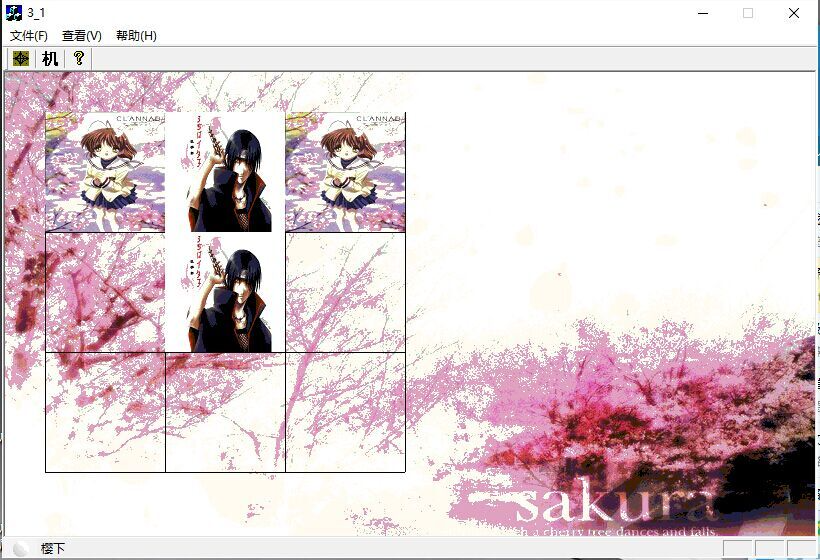 3_1
文件(F) 查看(V) 帮助(H)
机 ?
CLANNAD
CLANNAD
sakura
a cherry tree dances and falls.
樱下